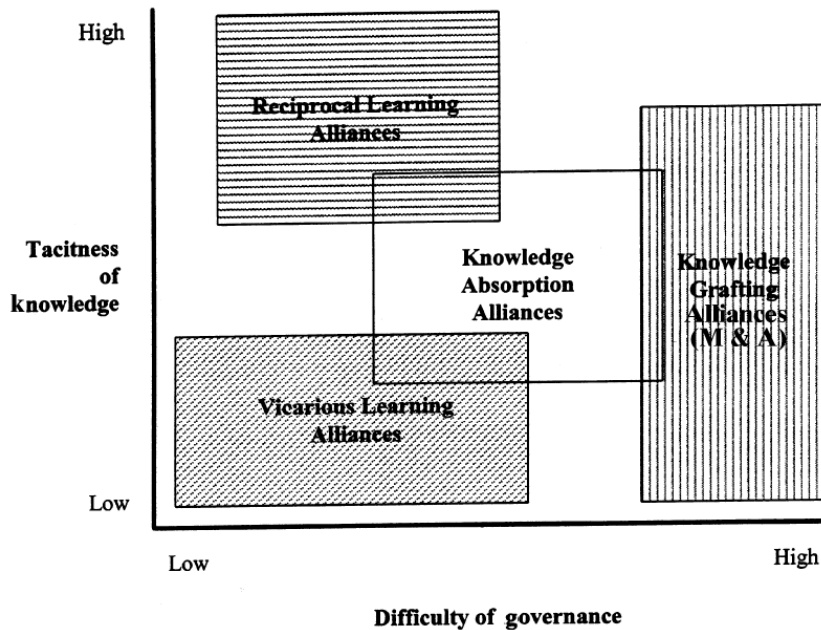 High
Reciprocal Learning
Alliances
Tacitness
of
knowledge
Knowledge
Absorption
Alliances
Knowledge
Grafting
Alliances
(M & A)
Vicarious Learning
Alliances
Low
Low
High
Difficulty of governance